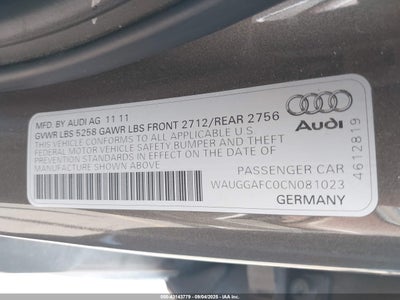 MFD. BY AUDI AG 11 11
GVWR LBS 5258 GAWR LBS FRONT 2712/REAR 2756
THIS VEHICLE CONFORMS TO ALL APPLICABLE U S
FEDERAL MOTOR VEHICLE SAFETY,BUMPER AND THEFT
PREVENTION STANDARDS IN EFFECT ON THE DATE OF
MANUFACTURE SHOWN ABOVE
Audi
4612819
PASSENGER CAR
WAUGGAFC0CN081023
GERMANY
000-43143779 - 09/04/2025 - IAAI.COM